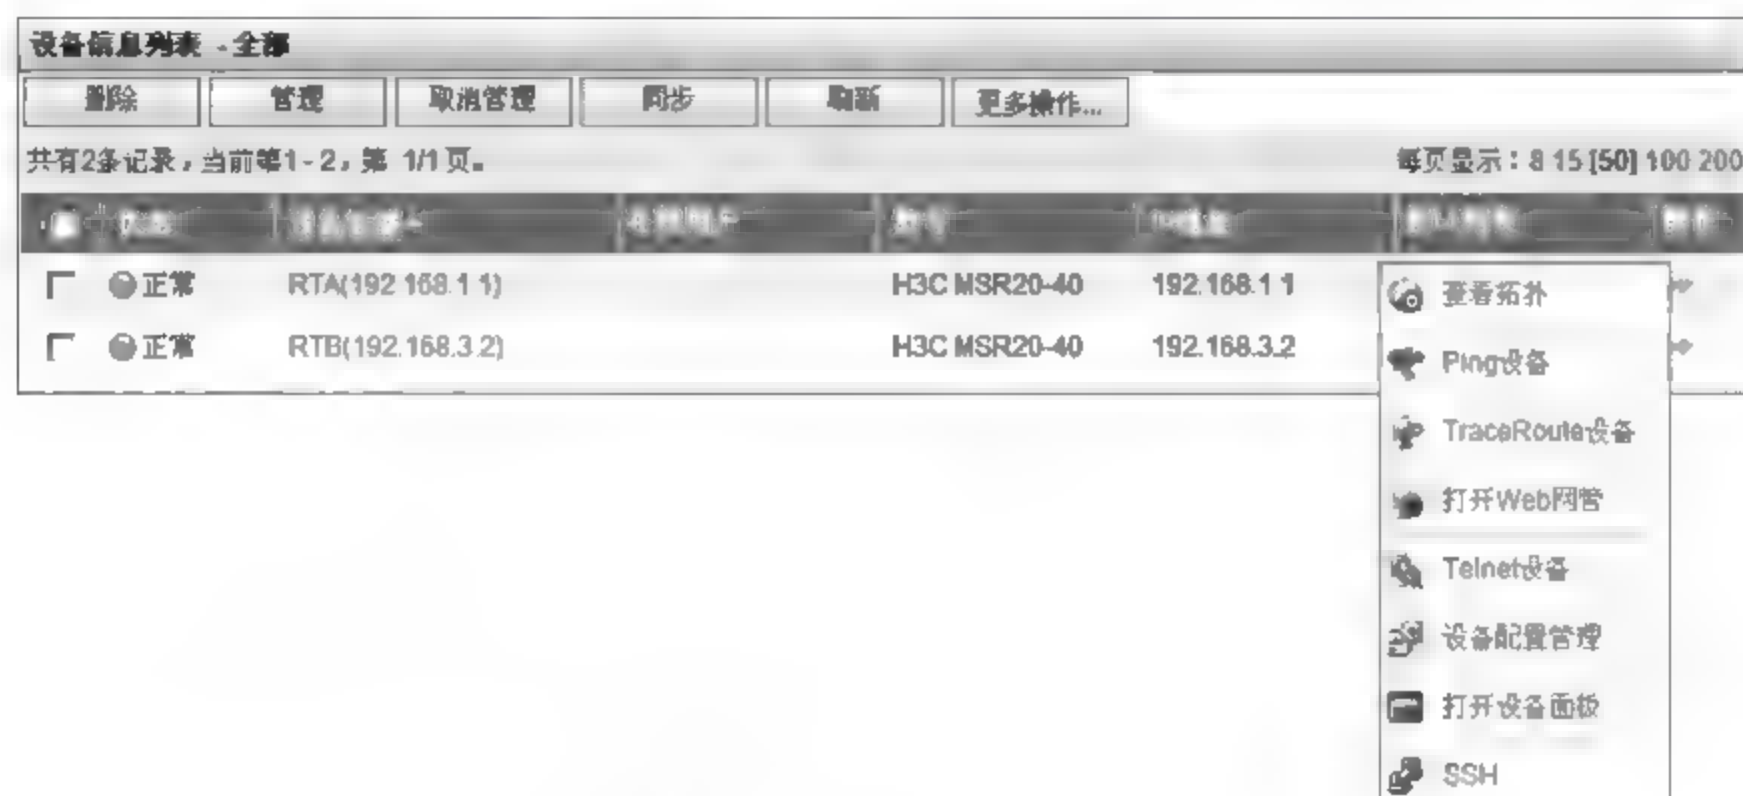 设备信息列表 - 全部
删除 管理 取消管理 同步 刷新 更多操作...
共有2条记录，当前第1 - 2，第 1/1 页。 每页显示：8 15 [50] 100 200
正常 RTA(192.168.1.1) H3C MSR20-40 192.168.1.1
正常 RTB(192.168.3.2) H3C MSR20-40 192.168.3.2
查看拓扑
Ping设备
TraceRoute设备
打开Web网管
Telnet设备
设备配置管理
打开设备面板
SSH